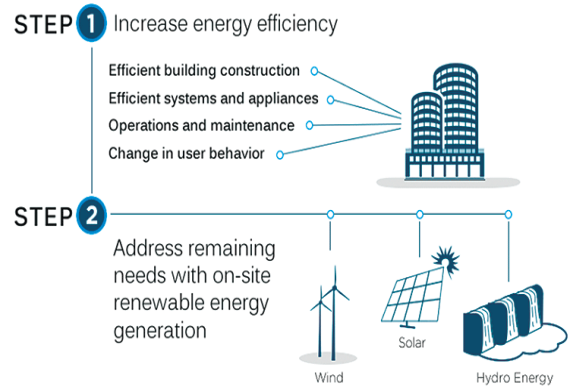 STEP 1 Increase energy efficiency
Efficient building construction
Efficient systems and appliances
Operations and maintenance
Change in user behavior
STEP 2
Address remaining
needs with on-site
renewable energy
generation
Wind
Solar
Hydro Energy